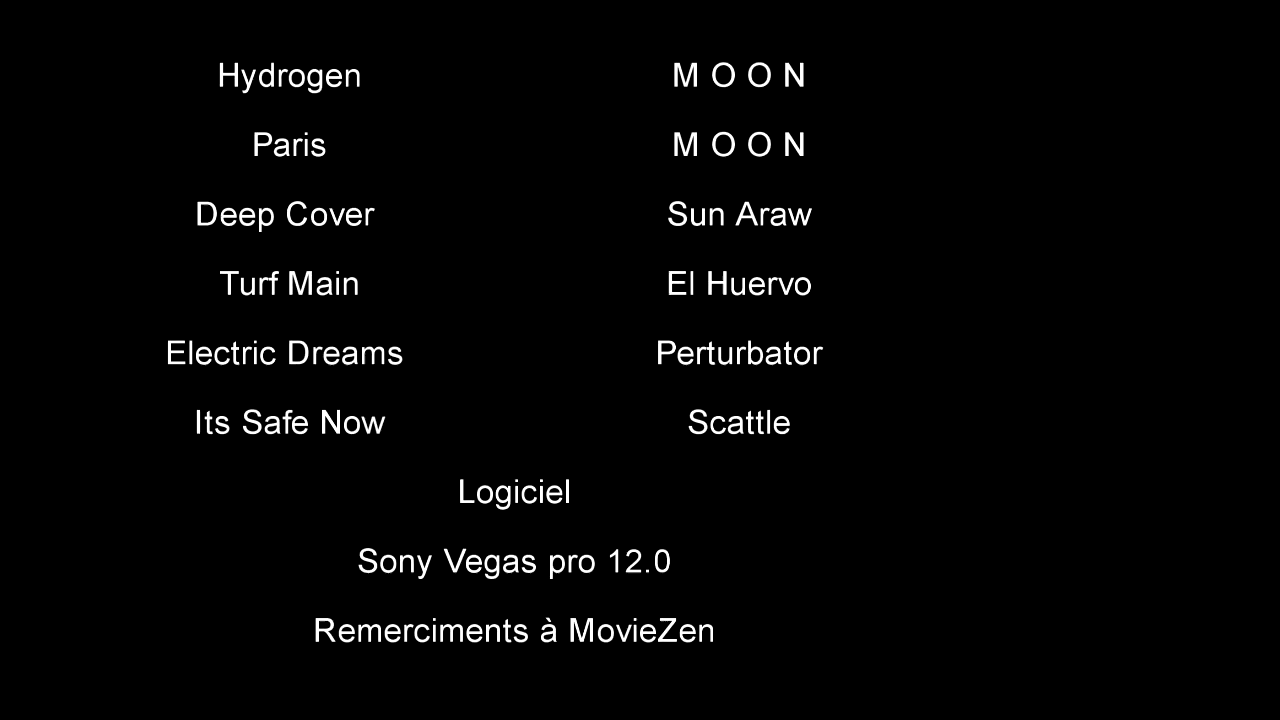 Hydrogen M O O N
Paris M O O N
Deep Cover Sun Araw
Turf Main El Huervo
Electric Dreams Perturbator
Its Safe Now Scattle
Logiciel
Sony Vegas pro 12.0
Remerciments à MovieZen